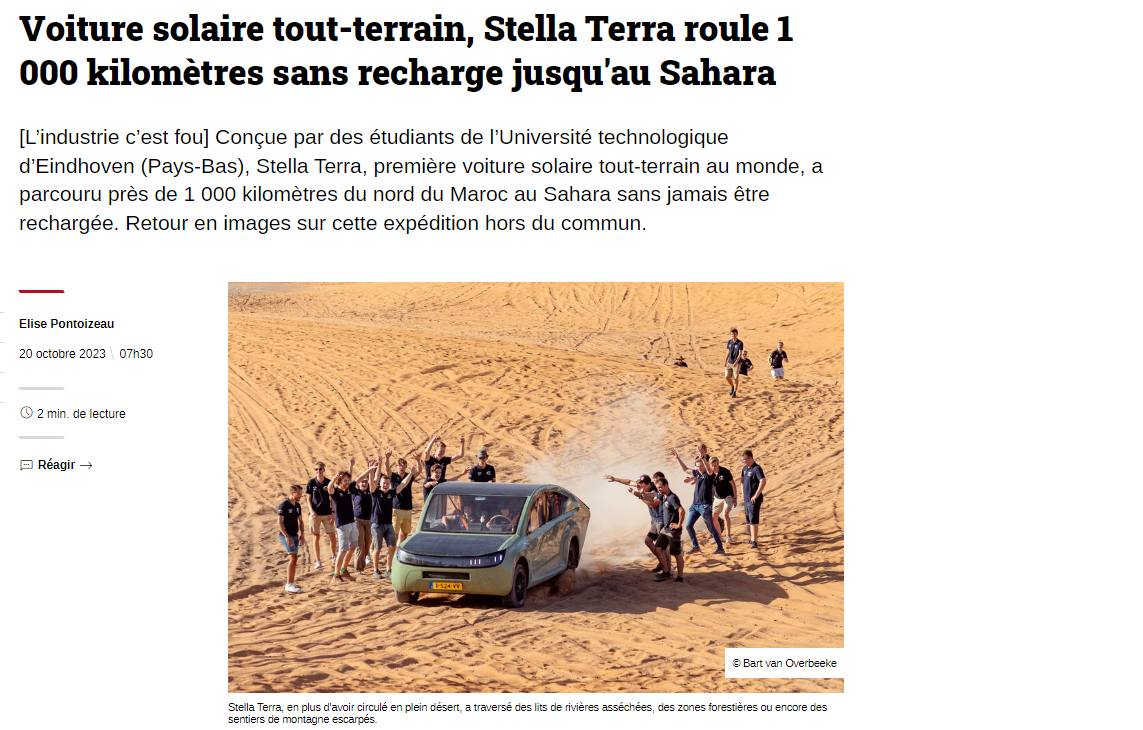 Voiture solaire tout-terrain, Stella Terra roule 1
000 kilomètres sans recharge jusqu'au Sahara
[L’industrie c’est fou] Conçue par des étudiants de l’Université technologique
d’Eindhoven (Pays-Bas), Stella Terra, première voiture solaire tout-terrain au monde, a
parcouru près de 1 000 kilomètres du nord du Maroc au Sahara sans jamais être
rechargée. Retour en images sur cette expédition hors du commun.
Elise Pontoizeau
20 octobre 2023 \ 07h30
2 min. de lecture
Réagir →
© Bart van Overbeeke
Stella Terra, en plus d'avoir circulé en plein désert, a traversé des lits de rivières asséchées, des zones forestières ou encore des
sentiers de montagne escarpés.